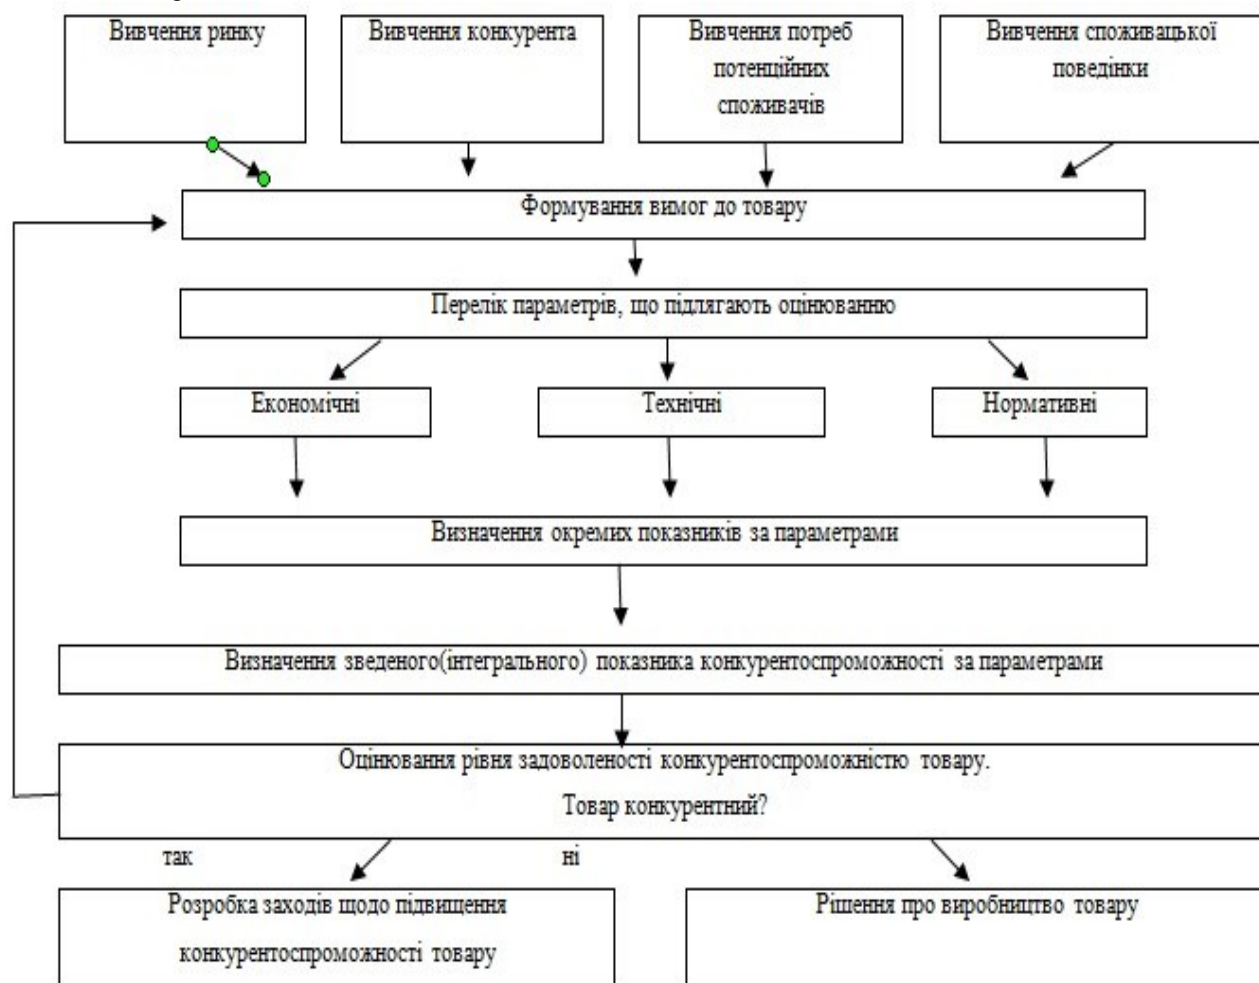 Вивчення ринку
Вивчення конкурента
Вивчення потреб
потенційних
споживачів
Вивчення споживацької
поведінки
Формування вимог до товару
Перелік параметрів, що підлягають оцінюванню
Економічні
Технічні
Нормативні
Визначення окремих показників за параметрами
Визначення зведеного(інтегрального) показника конкурентоспроможності за параметрами
Оцінювання рівня задоволеності конкурентоспроможністю товару.
Товар конкурентний?
так
ні
Розробка заходів щодо підвищення
конкурентоспроможності товару
Рішення про виробництво товару